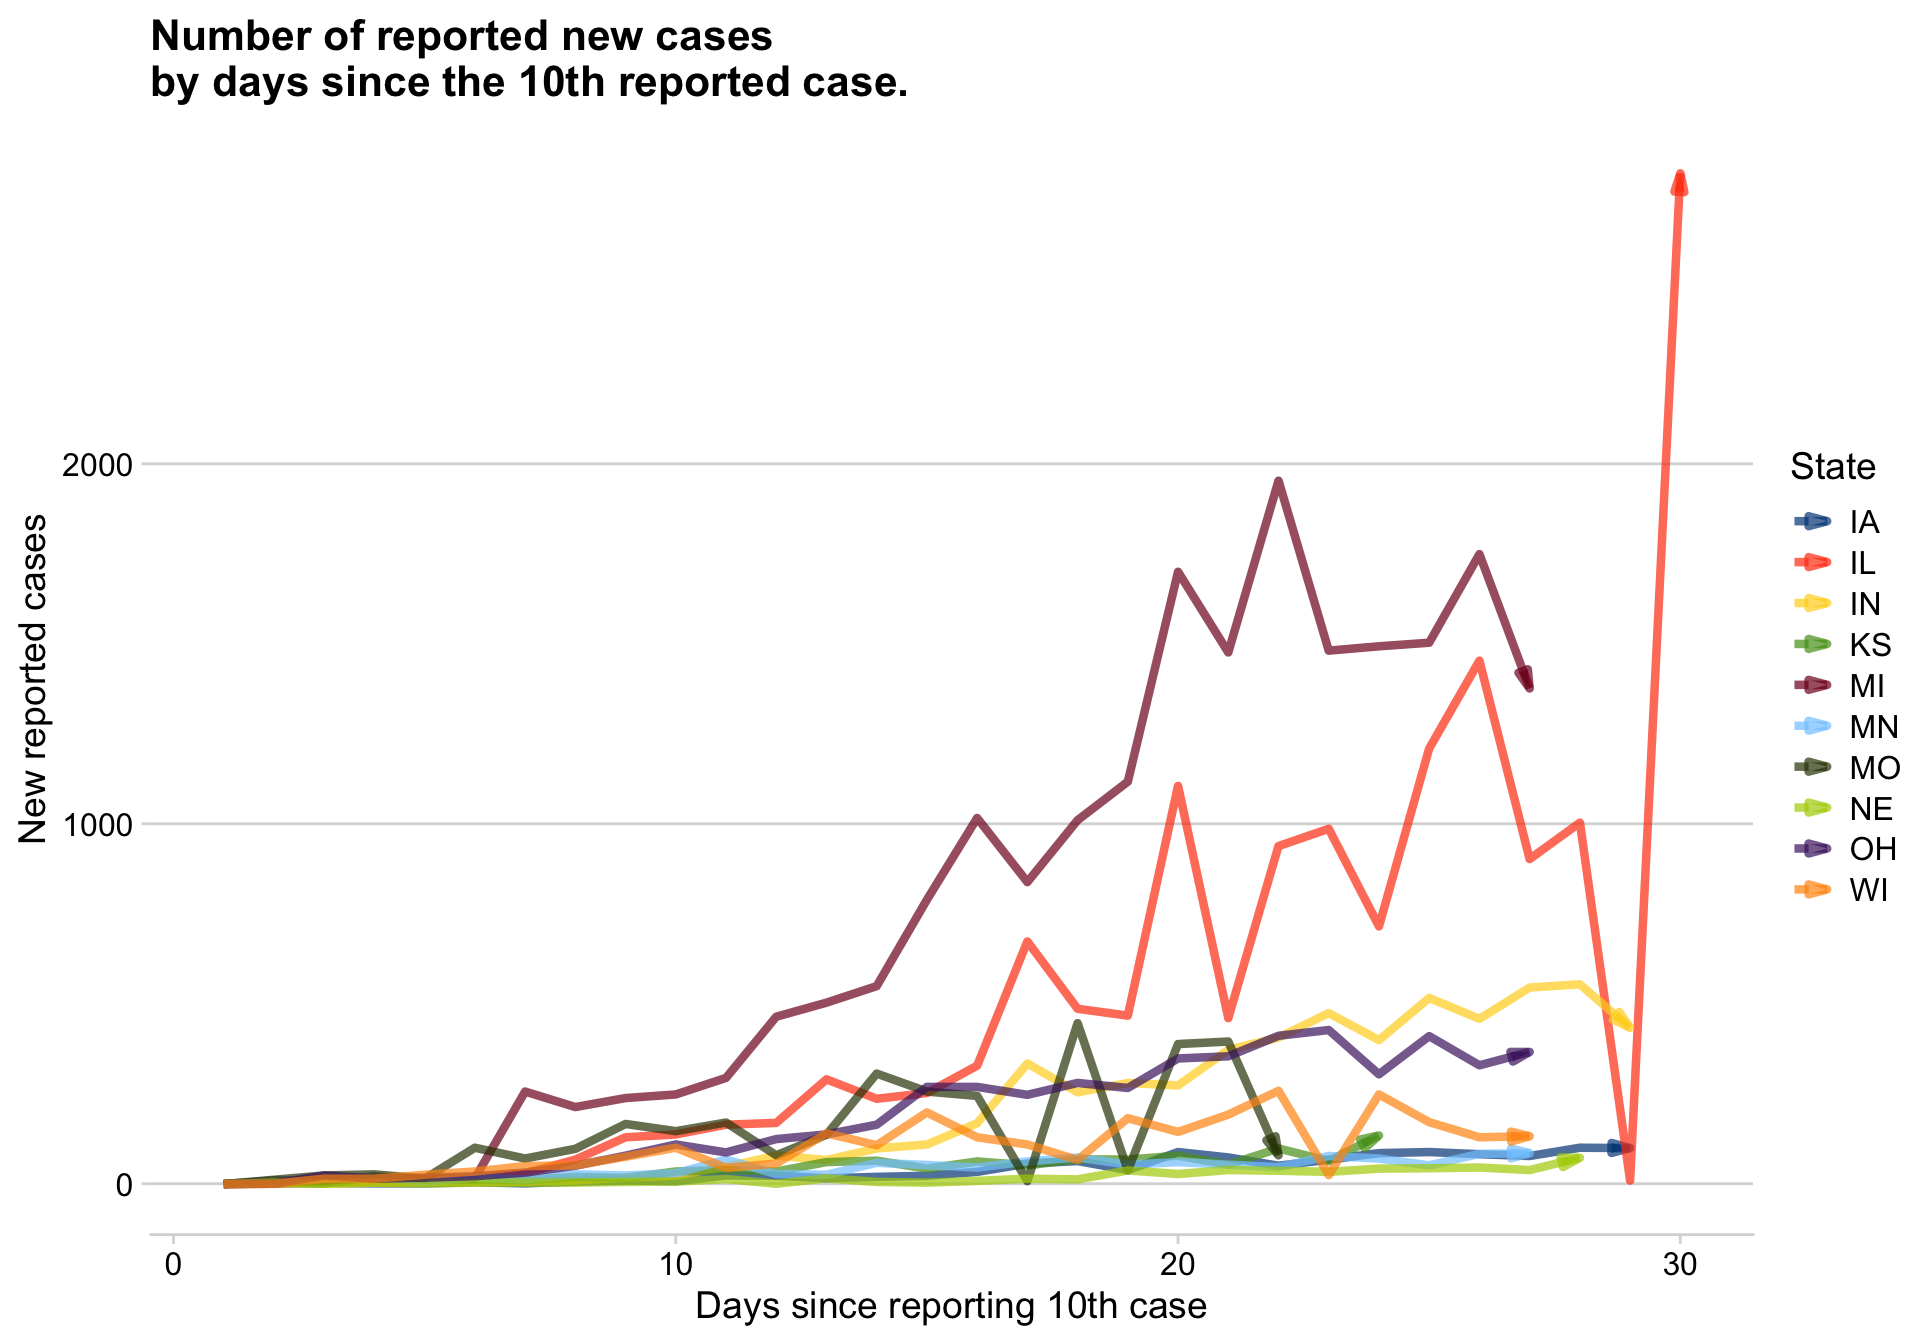 Number of reported new cases
by days since the 10th reported case.
2000
1000
0
New reported cases
0 10 20 30
Days since reporting 10th case
State
IA
IL
IN
KS
MI
MN
MO
NE
OH
WI